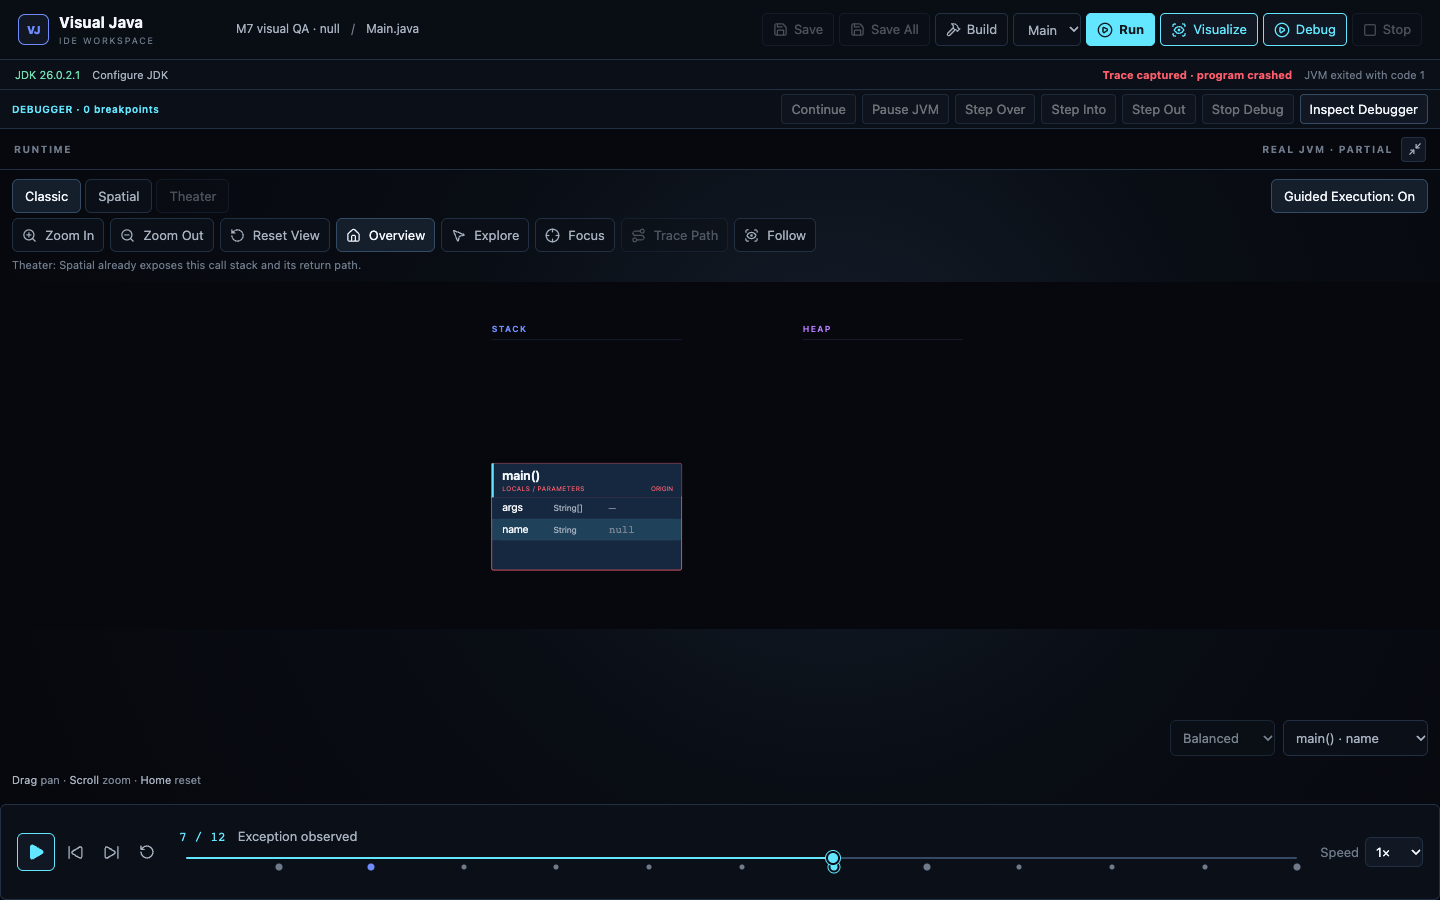 VJ Visual Java
IDE WORKSPACE
M7 visual QA · null / Main.java
Save Save All Build Main Run Visualize Debug Stop
JDK 26.0.2.1 Configure JDK
Trace captured · program crashed JVM exited with code 1
DEBUGGER · 0 breakpoints
Continue Pause JVM Step Over Step Into Step Out Stop Debug Inspect Debugger
RUNTIME
REAL JVM · PARTIAL
Classic Spatial Theater
Guided Execution: On
Zoom In Zoom Out Reset View Overview Explore Focus Trace Path Follow
Theater: Spatial already exposes this call stack and its return path.
STACK HEAP
main()
LOCALS / PARAMETERS ORIGIN
args String[] —
name String null
Balanced main() · name
Drag pan · Scroll zoom · Home reset
7 / 12 Exception observed
Speed 1×